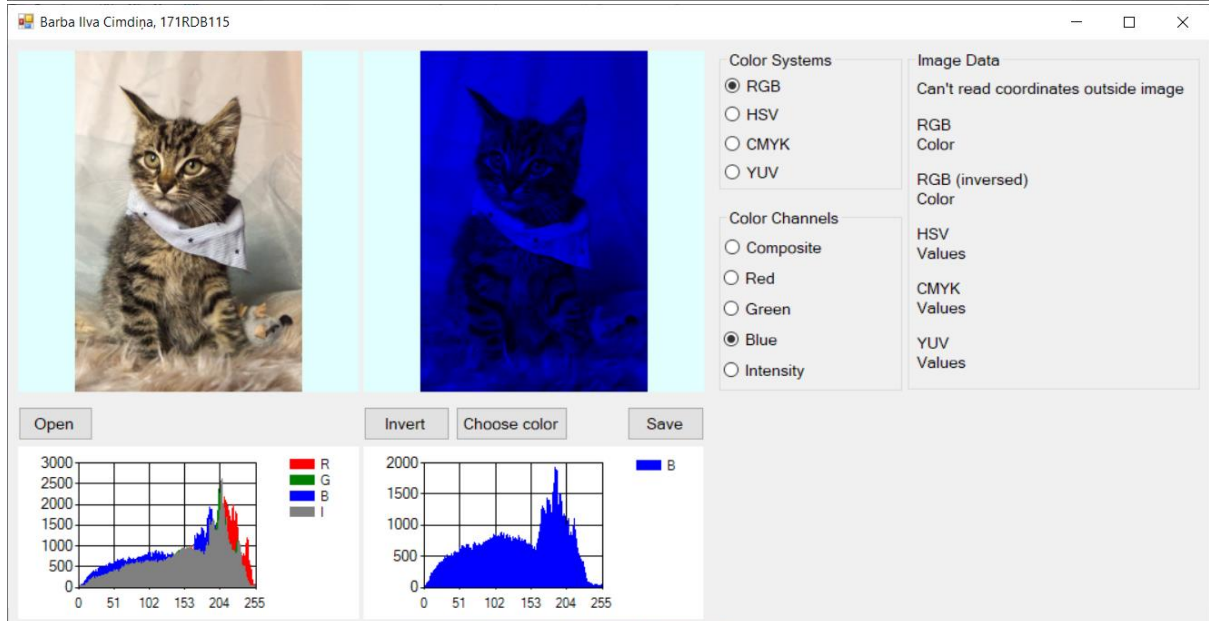 Barba Ilva Cimdiņa, 171RDB115
Color Systems
RGB
HSV
CMYK
YUV
Color Channels
Composite
Red
Green
Blue
Intensity
Image Data
Can't read coordinates outside image
RGB
Color
RGB (inversed)
Color
HSV
Values
CMYK
Values
YUV
Values
Open
Invert
Choose color
Save
3000
2500
2000
1500
1000
500
0
0 51 102 153 204 255
R
G
B
I
2000
1500
1000
500
0
0 51 102 153 204 255
B